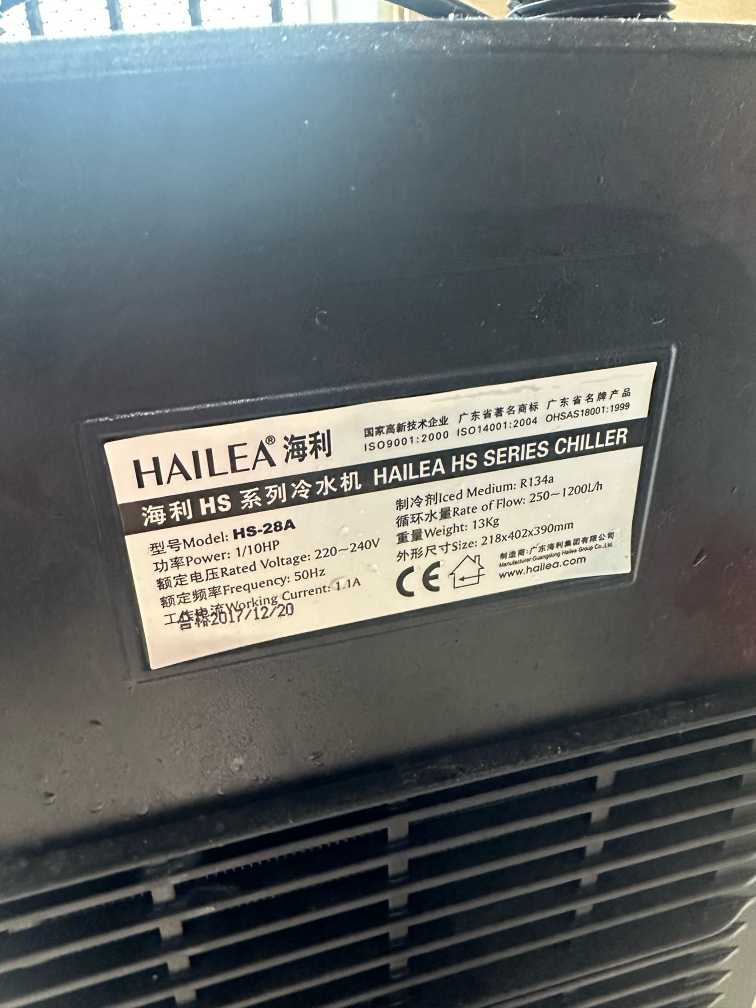 HAILEA® 海利
国家高新技术企业 广东省著名商标 广东省名牌产品
ISO9001:2000 ISO14001:2004 OHSAS18001:1999
海利 HS 系列冷水机 HAILEA HS SERIES CHILLER
型号Model: HS-28A
功率Power: 1/10HP
额定电压Rated Voltage: 220~240V
额定频率Frequency: 50Hz
工作电流Working Current: 1.1A
合格2017/12/20
制冷剂Iced Medium: R134a
循环水量Rate of Flow: 250~1200L/h
重量Weight: 13Kg
外形尺寸Size: 218x402x390mm
CE
制造商:广东海利集团有限公司
Manufacturer:Guangdong Hailea Group Co.,Ltd.
www.hailea.com